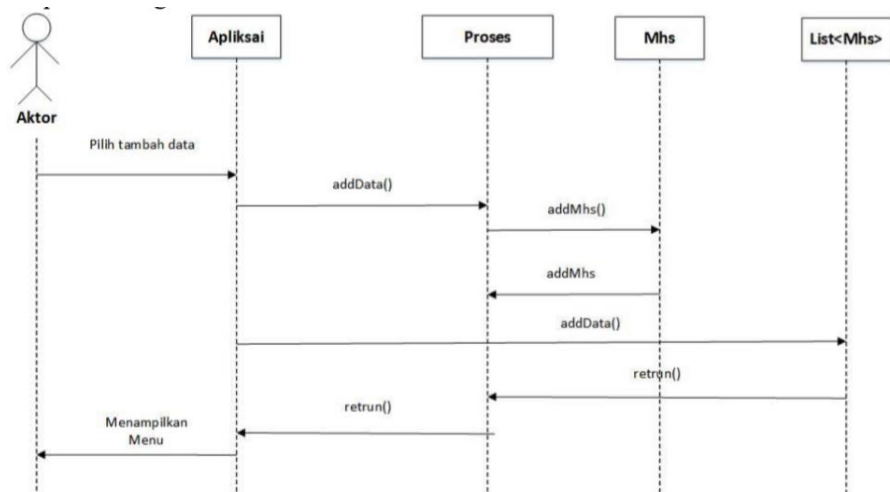 Apliksai
Proses
Mhs
List<Mhs>
Aktor
Pilih tambah data
addData()
addMhs()
addMhs
addData()
retrun()
retrun()
Menampilkan
Menu